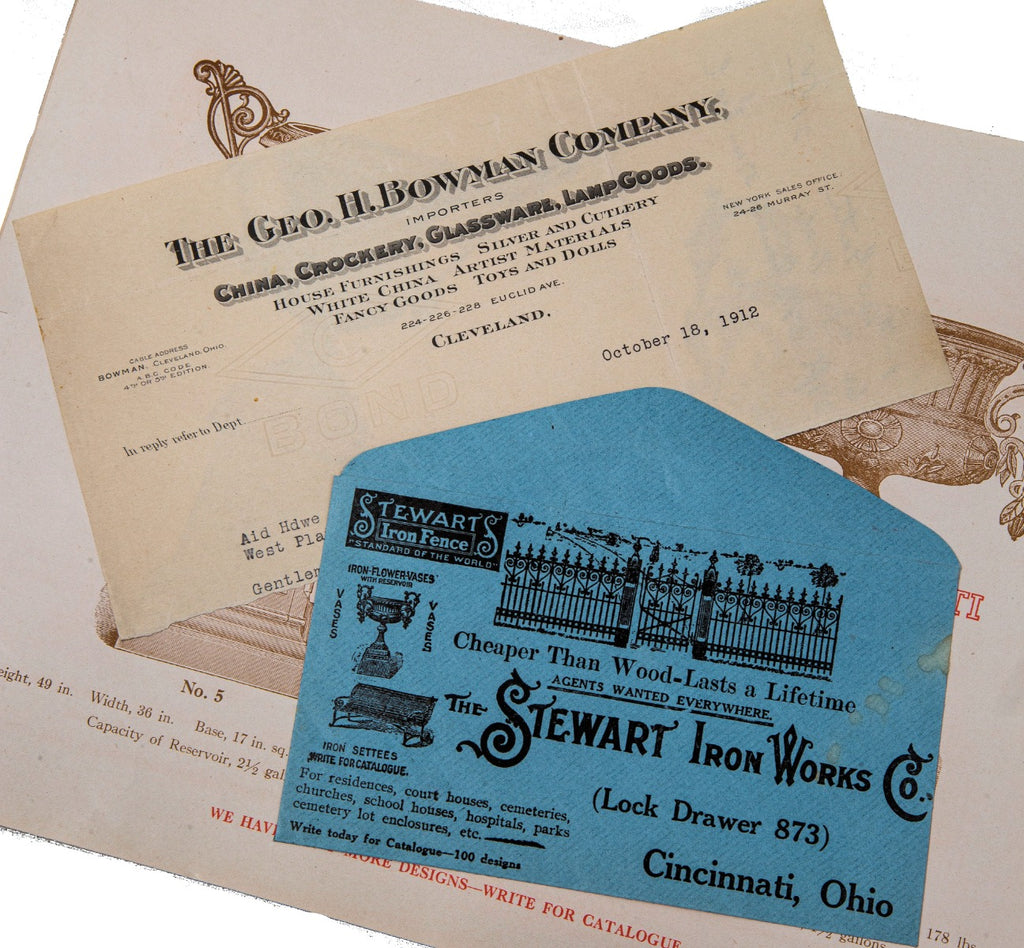 THE GEO. H. BOWMAN COMPANY.
IMPORTERS
CHINA, CROCKERY, GLASSWARE, LAMP GOODS.
HOUSE FURNISHINGS SILVER AND CUTLERY
WHITE CHINA ARTIST MATERIALS
FANCY GOODS TOYS AND DOLLS
224-226-228 EUCLID AVE.
CLEVELAND.
NEW YORK SALES OFFICE:
24-26 MURRAY ST.
CABLE ADDRESS
BOWMAN, CLEVELAND, OHIO.
A.B.C. CODE
4TH OR 5TH EDITION.
October 18, 1912
In reply refer to Dept.
BOND
Aid Hdwe
West Pla
Gentlem
STEWART'S
Iron Fence
"STANDARD OF THE WORLD"
IRON-FLOWER-VASES
WITH RESERVOIR
VASES
VASES
IRON SETTEES
WRITE FOR CATALOGUE.
Cheaper Than Wood-Lasts a Lifetime
AGENTS WANTED EVERYWHERE.
THE STEWART IRON WORKS CO.
(Lock Drawer 873)
Cincinnati, Ohio
For residences, court houses, cemeteries,
churches, school houses, hospitals, parks
cemetery lot enclosures, etc.
Write today for Catalogue—100 designs
TI
No. 5
eight, 49 in. Width, 36 in. Base, 17 in. sq.
Capacity of Reservoir, 2½ gal
WE HAVE
MORE DESIGNS—WRITE FOR CATALOGUE
½ gallons
178 lbs.